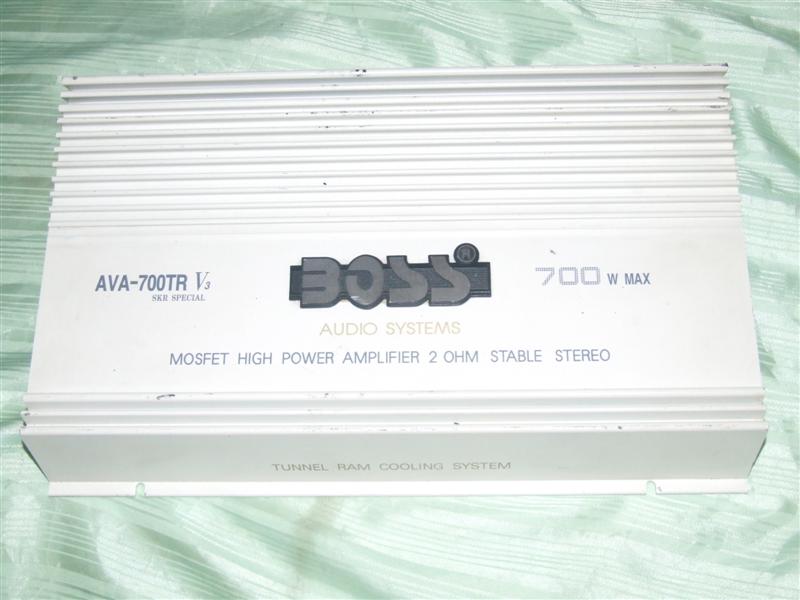 BOSS®
AVA-700TR V3
SKR SPECIAL
700 W MAX
AUDIO SYSTEMS
MOSFET HIGH POWER AMPLIFIER 2 OHM STABLE STEREO
TUNNEL RAM COOLING SYSTEM